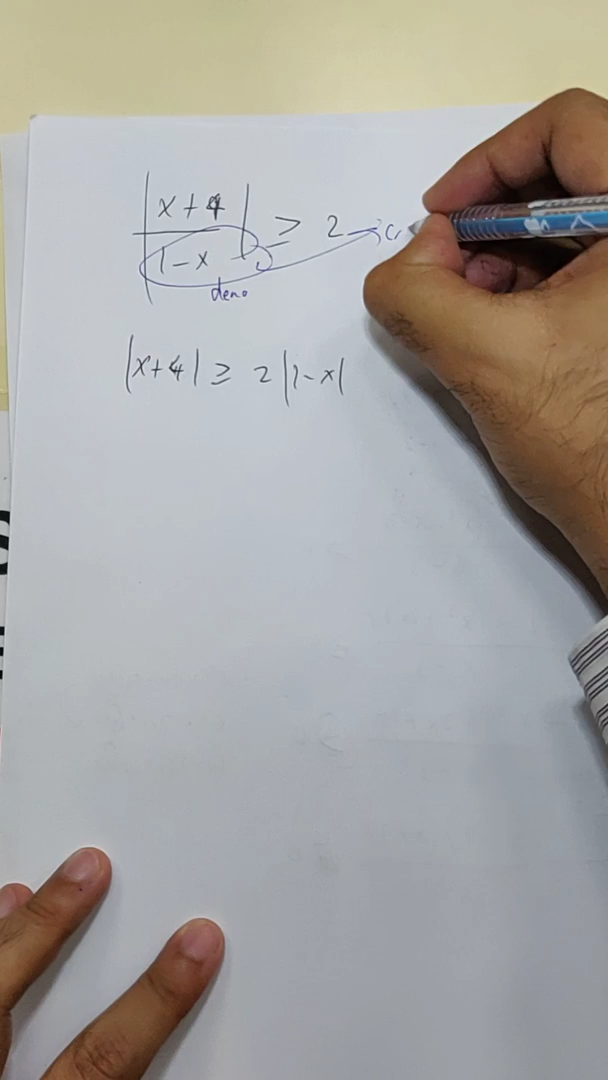 |x+4 / 1-x| ≥ 2
deno
|x+4| ≥ 2|1-x|